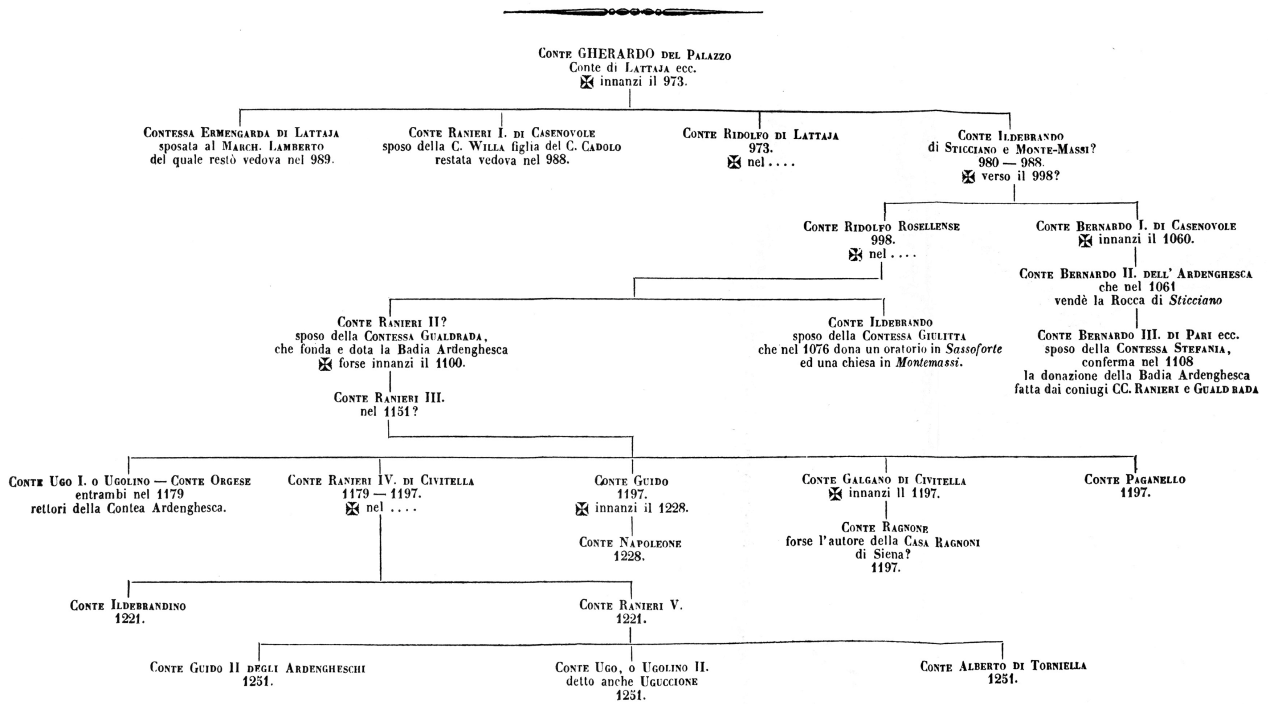 CONTE GHERARDO DEL PALAZZO
Conte di LATTAJA ecc.
✠ innanzi il 973.
CONTESSA ERMENGARDA DI LATTAJA
sposata al MARCH. LAMBERTO
del quale restò vedova nel 989.
CONTE RANIERI I. DI CASENOVOLE
sposo della C. WILLA figlia del C. CADOLO
restata vedova nel 988.
CONTE RIDOLFO DI LATTAJA
973.
✠ nel ....
CONTE ILDEBRANDO
di STICCIANO e MONTE-MASSI?
980 — 988.
✠ verso il 998?
CONTE RIDOLFO ROSELLENSE
998.
✠ nel ....
CONTE BERNARDO I. DI CASENOVOLE
✠ innanzi il 1060.
CONTE BERNARDO II. DELL' ARDENGHESCA
che nel 1061
vendè la Rocca di Sticciano
CONTE RANIERI II?
sposo della CONTESSA GUALDRADA,
che fonda e dota la Badia Ardenghesca
✠ forse innanzi il 1100.
CONTE ILDEBRANDO
sposo della CONTESSA GIULITTA
che nel 1076 dona un oratorio in Sassoforte
ed una chiesa in Montemassi.
CONTE BERNARDO III. DI PARI ecc.
sposo della CONTESSA STEFANIA,
conferma nel 1108
la donazione della Badia Ardenghesca
fatta dai coniugi CC. RANIERI e GUALDRADA
CONTE RANIERI III.
nel 1151?
CONTE UGO I. O UGOLINO — CONTE ORGESE
entrambi nel 1179
rettori della Contea Ardenghesca.
CONTE RANIERI IV. DI CIVITELLA
1179 — 1197.
✠ nel ....
CONTE GUIDO
1197.
✠ innanzi il 1228.
CONTE GALGANO DI CIVITELLA
✠ innanzi il 1197.
CONTE PAGANELLO
1197.
CONTE NAPOLEONE
1228.
CONTE RAGNONE
forse l'autore della CASA RAGNONI
di Siena?
1197.
CONTE ILDEBRANDINO
1221.
CONTE RANIERI V.
1221.
CONTE GUIDO II DEGLI ARDENGHESCHI
1251.
CONTE UGO, O UGOLINO II.
detto anche UGUCCIONE
1251.
CONTE ALBERTO DI TORNIELLA
1251.